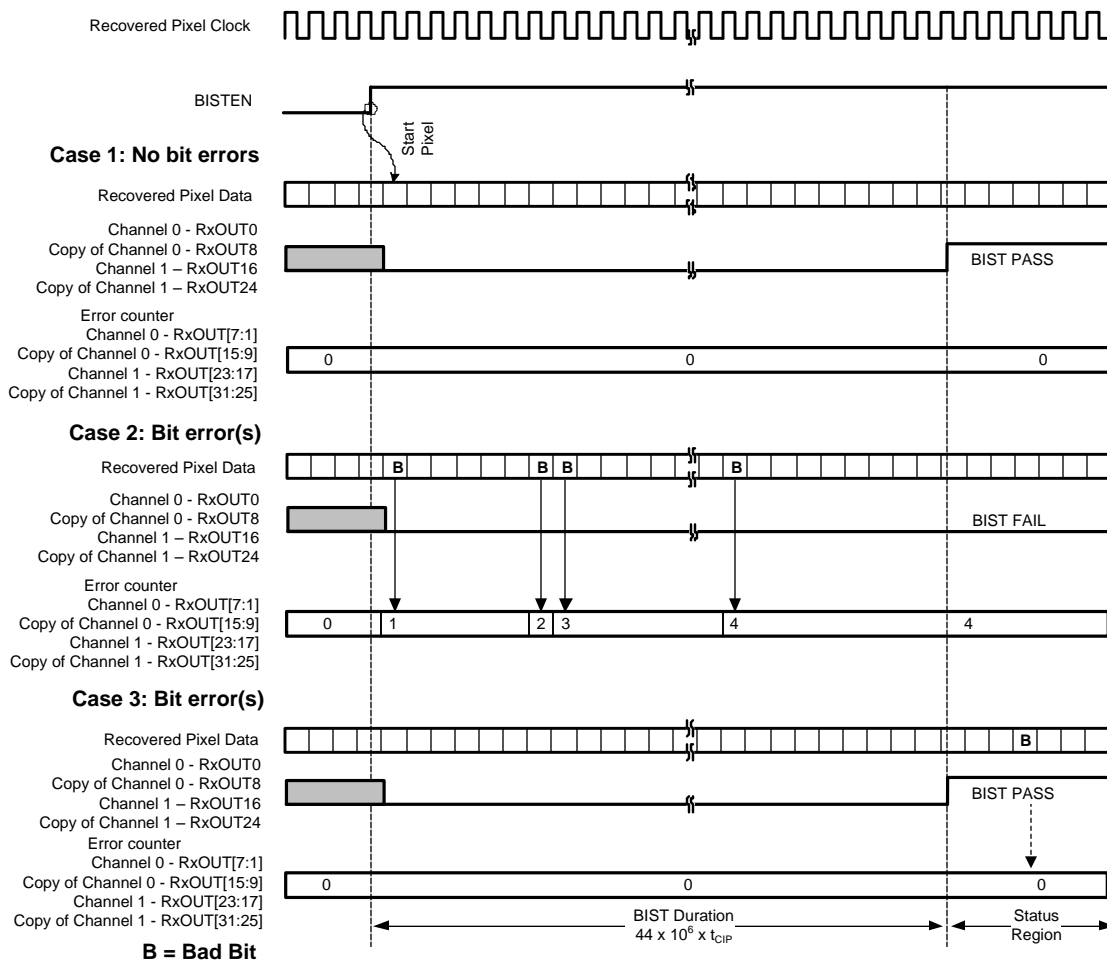 Recovered Pixel Clock
BISTEN
Start
Pixel
Case 1: No bit errors
Recovered Pixel Data
Channel 0 - RxOUT0
Copy of Channel 0 - RxOUT8
Channel 1 – RxOUT16
Copy of Channel 1 – RxOUT24
BIST PASS
Error counter
Channel 0 - RxOUT[7:1]
Copy of Channel 0 - RxOUT[15:9]
Channel 1 - RxOUT[23:17]
Copy of Channel 1 - RxOUT[31:25]
0 0 0
Case 2: Bit error(s)
Recovered Pixel Data
B B B B
Channel 0 - RxOUT0
Copy of Channel 0 - RxOUT8
Channel 1 – RxOUT16
Copy of Channel 1 – RxOUT24
BIST FAIL
Error counter
Channel 0 - RxOUT[7:1]
Copy of Channel 0 - RxOUT[15:9]
Channel 1 - RxOUT[23:17]
Copy of Channel 1 - RxOUT[31:25]
0 1 2 3 4 4
Case 3: Bit error(s)
Recovered Pixel Data
B
Channel 0 - RxOUT0
Copy of Channel 0 - RxOUT8
Channel 1 – RxOUT16
Copy of Channel 1 – RxOUT24
BIST PASS
Error counter
Channel 0 - RxOUT[7:1]
Copy of Channel 0 - RxOUT[15:9]
Channel 1 - RxOUT[23:17]
Copy of Channel 1 - RxOUT[31:25]
0 0 0
BIST Duration
44 x 10⁶ x tCIP
Status
Region
B = Bad Bit